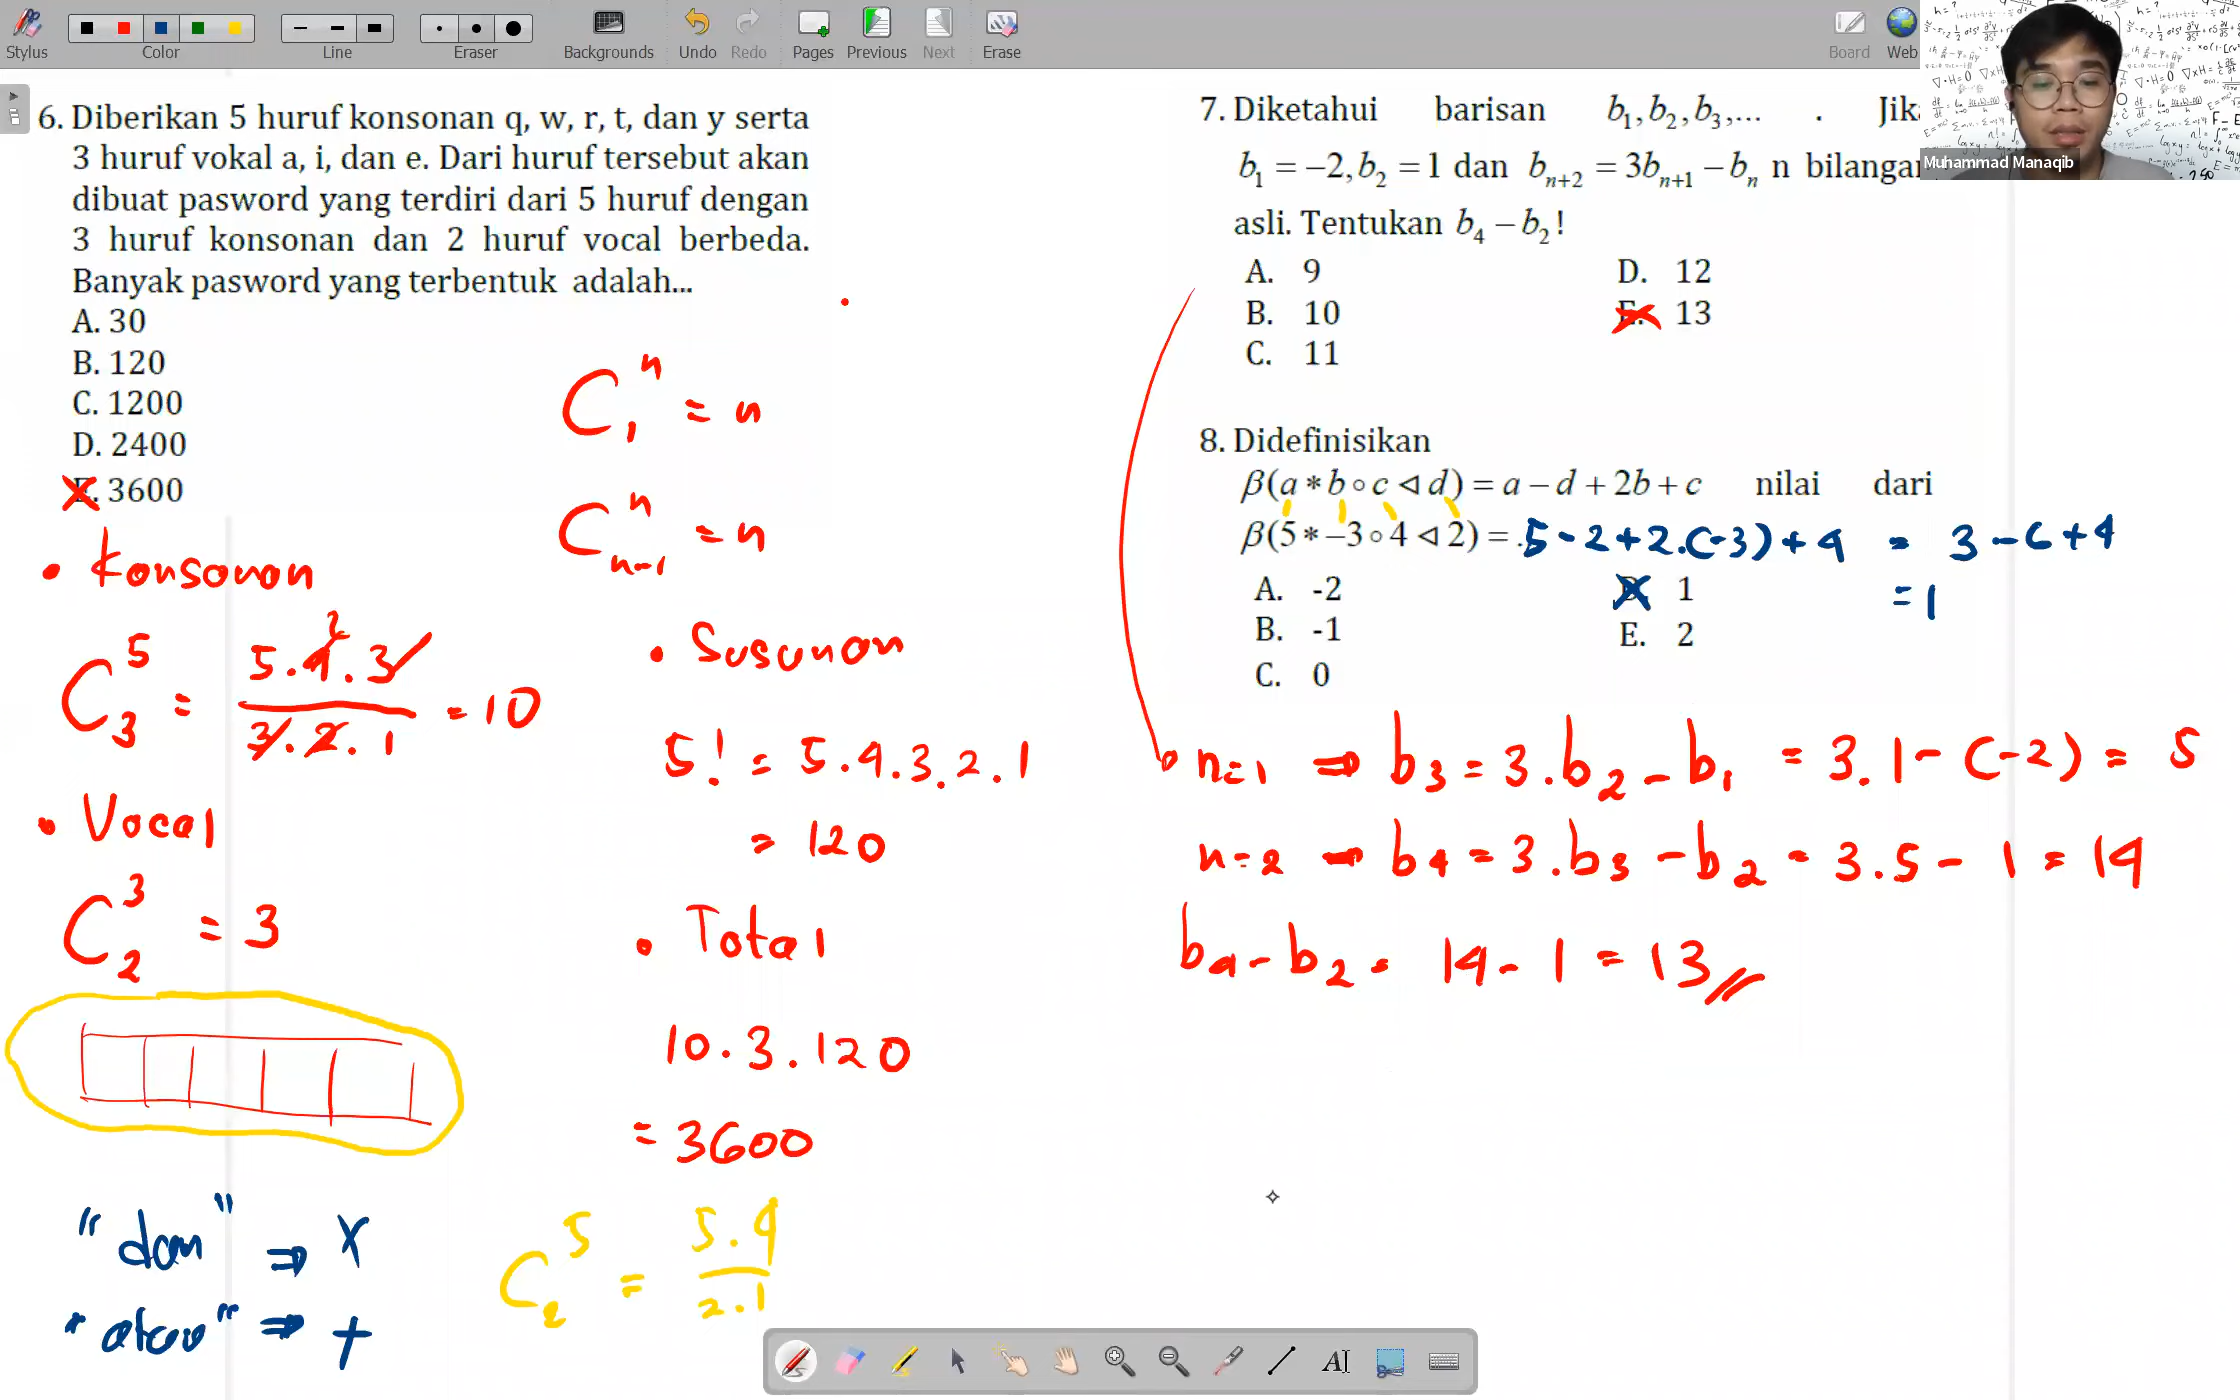 Stylus Color Line Eraser Backgrounds Undo Redo Pages Previous Next Erase Board Web
Muhammad Manaqib
6. Diberikan 5 huruf konsonan q, w, r, t, dan y serta
3 huruf vokal a, i, dan e. Dari huruf tersebut akan
dibuat pasword yang terdiri dari 5 huruf dengan
3 huruf konsonan dan 2 huruf vocal berbeda.
Banyak pasword yang terbentuk adalah...
A. 30
B. 120
C. 1200
D. 2400
E. 3600
C₁ⁿ = n
Cₙ₋₁ⁿ = n
• Konsonan
C₃⁵ = 5.4.3 / 3.2.1 = 10
2
• Vocal
C₂³ = 3
"dan" ⇒ x
"atau" ⇒ +
• Susunan
5! = 5.4.3.2.1
= 120
• Total
10.3.120
= 3600
C₂⁵ = 5.4 / 2.1
7. Diketahui barisan b₁, b₂, b₃,... . Jik
b₁ = −2, b₂ = 1 dan bₙ₊₂ = 3bₙ₊₁ − bₙ n bilangan
asli. Tentukan b₄ − b₂!
A. 9
B. 10
C. 11
D. 12
E. 13
8. Didefinisikan
β(a * b ∘ c ⊲ d) = a − d + 2b + c nilai dari
β(5 * −3 ∘ 4 ⊲ 2) = 5 - 2 + 2.(-3) + 4 = 3 - 6 + 4
= 1
A. -2
B. -1
C. 0
D. 1
E. 2
n=1 ⇒ b₃ = 3.b₂ - b₁ = 3.1 - (-2) = 5
n=2 → b₄ = 3.b₃ - b₂ = 3.5 - 1 = 14
b₄ - b₂ = 14 - 1 = 13